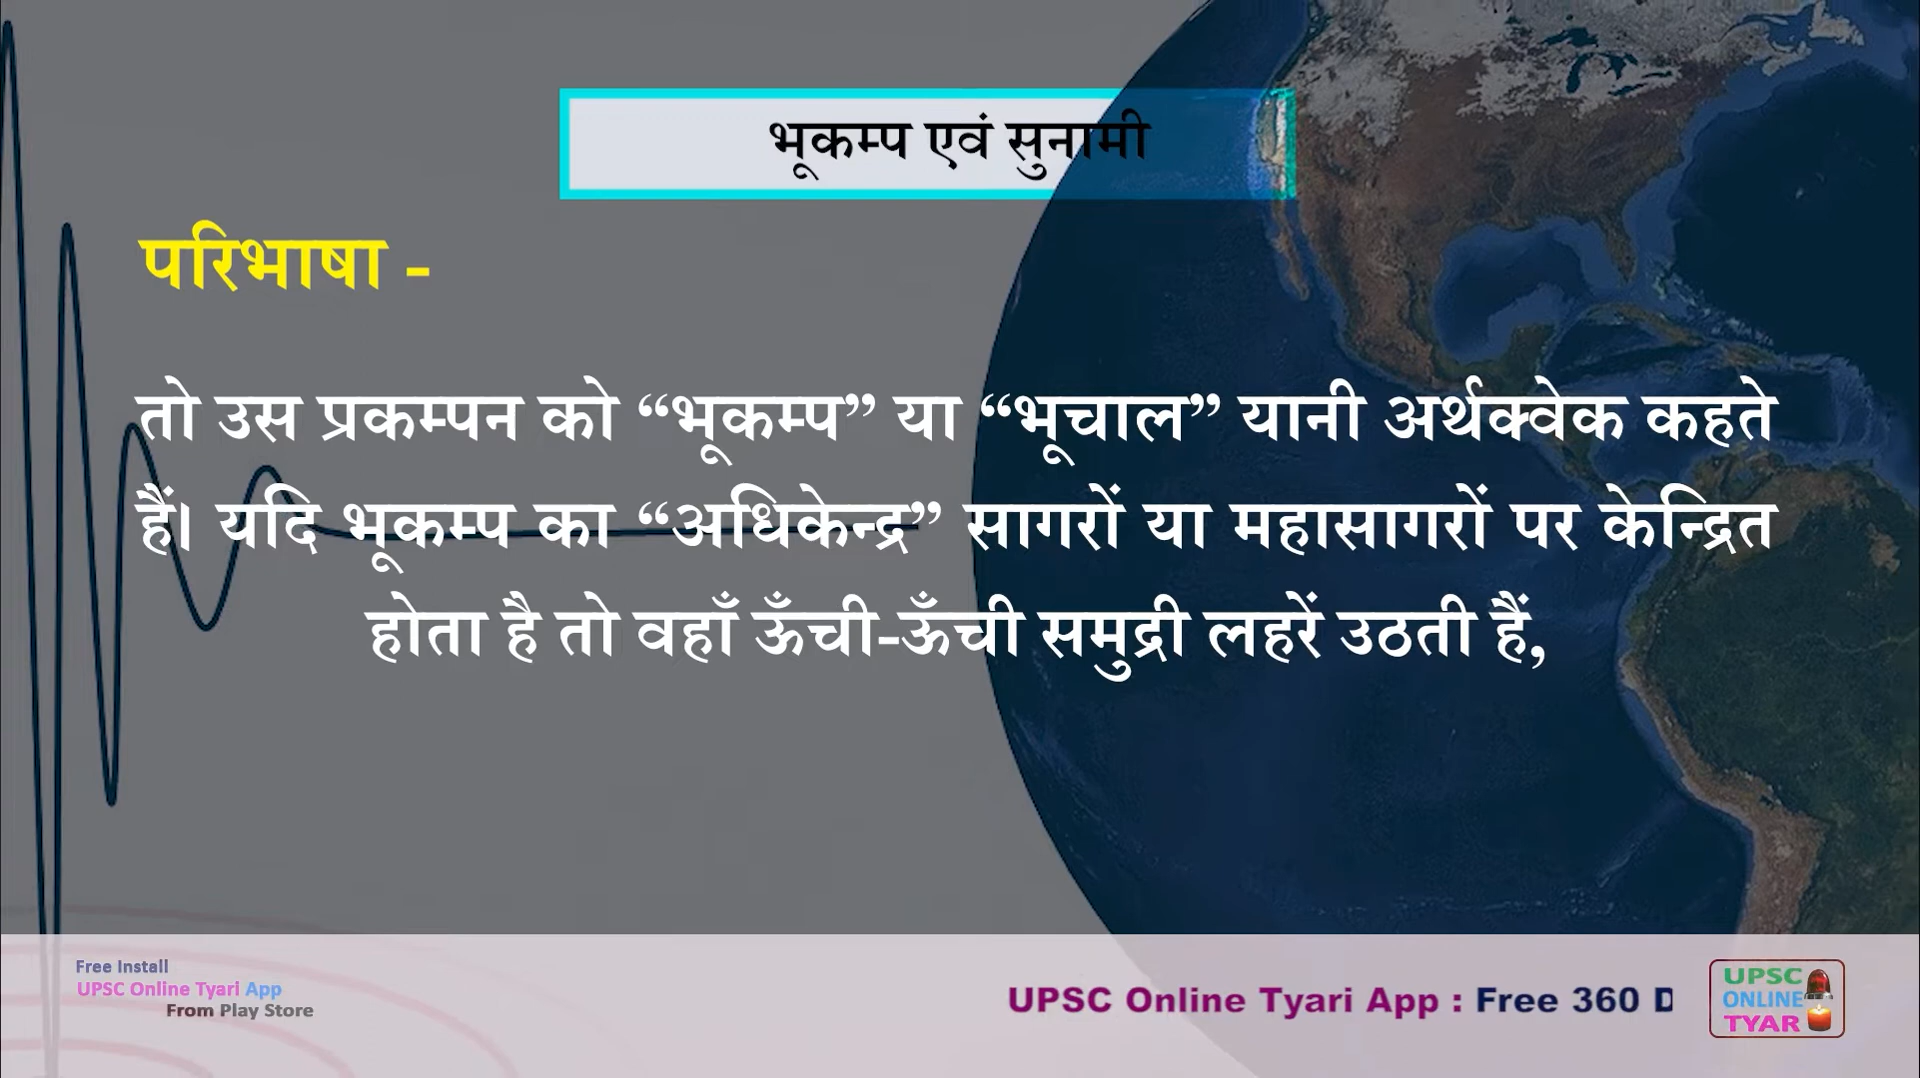 भूकम्प एवं सुनामी
परिभाषा -
तो उस प्रकम्पन को “भूकम्प” या “भूचाल” यानी अर्थक्वेक कहते
हैं। यदि भूकम्प का “अधिकेन्द्र” सागरों या महासागरों पर केन्द्रित
होता है तो वहाँ ऊँची-ऊँची समुद्री लहरें उठती हैं,
Free Install
UPSC Online Tyari App
From Play Store
UPSC Online Tyari App : Free 360 D
UPSC
ONLINE
TYAR